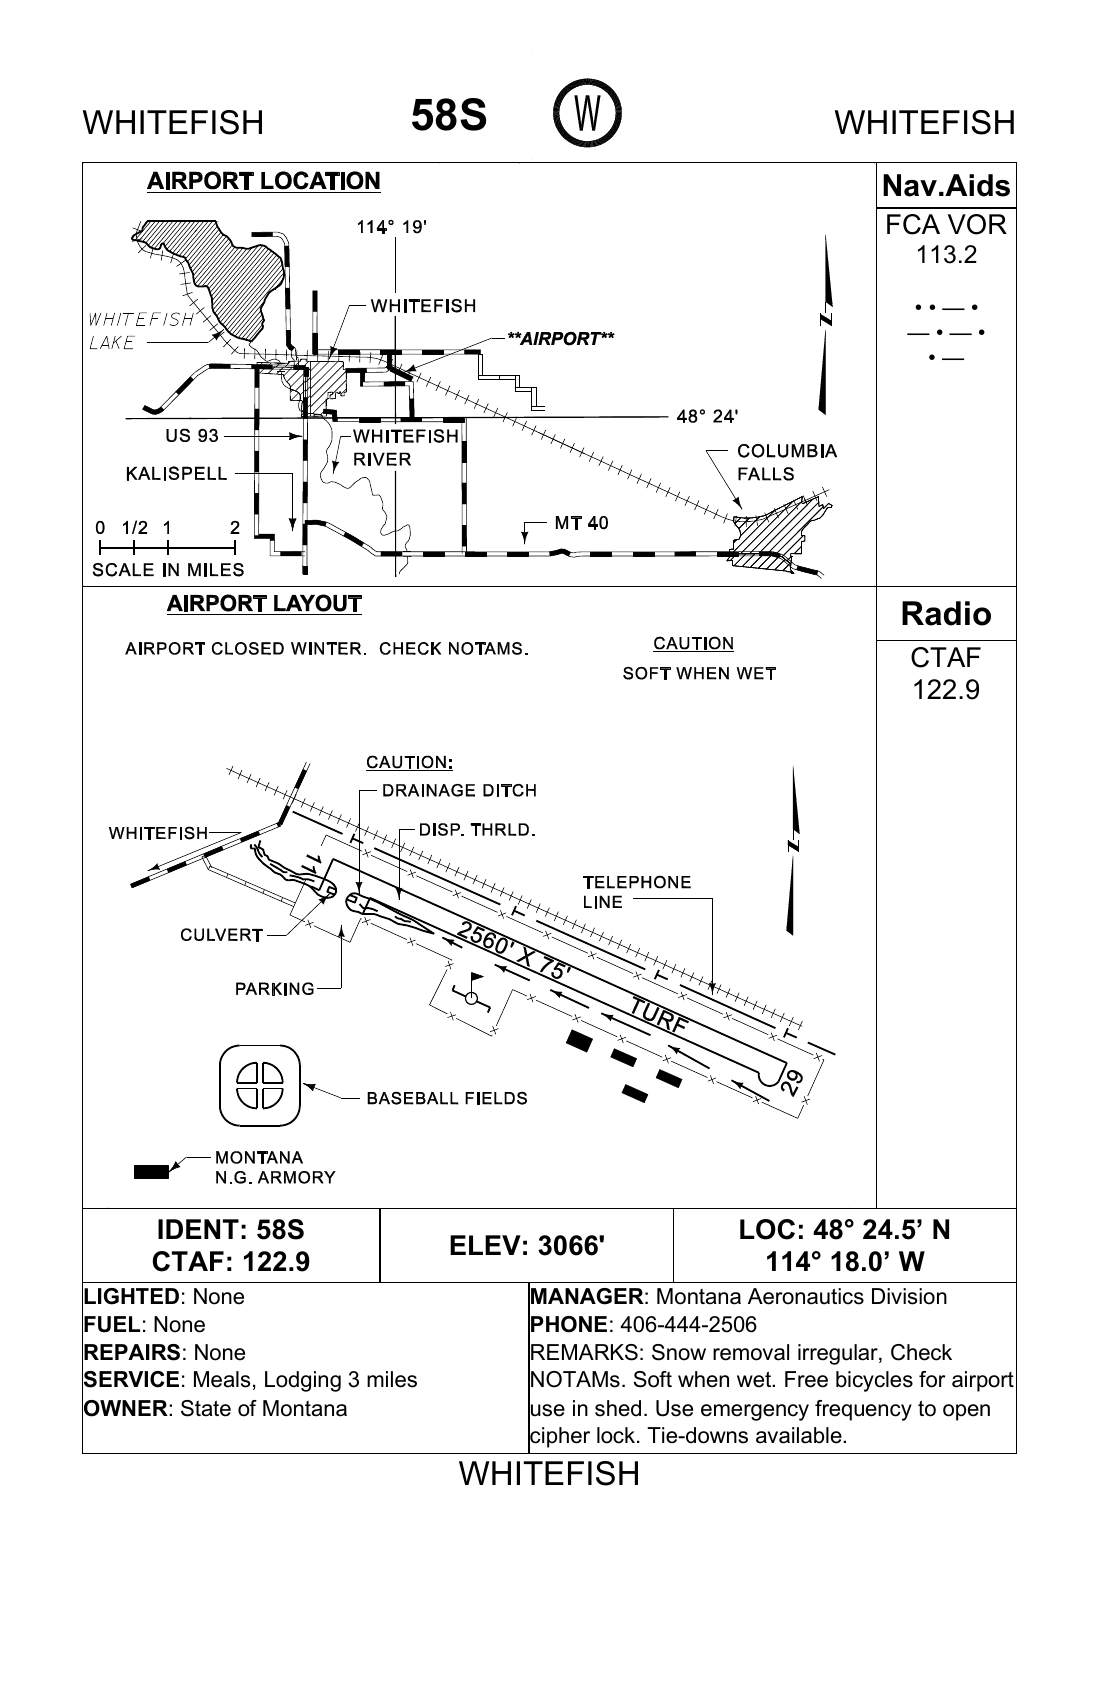 WHITEFISH 58S W WHITEFISH
AIRPORT LOCATION
114° 19'
WHITEFISH
WHITEFISH
LAKE
**AIRPORT**
N
48° 24'
US 93
WHITEFISH
RIVER
KALISPELL
COLUMBIA
FALLS
0 1/2 1 2
SCALE IN MILES
MT 40
Nav.Aids
FCA VOR
113.2
• • — •
— • — •
• —
AIRPORT LAYOUT
AIRPORT CLOSED WINTER. CHECK NOTAMS.
CAUTION
SOFT WHEN WET
CAUTION:
DRAINAGE DITCH
DISP. THRLD.
WHITEFISH
N
T
11
TELEPHONE
LINE
T
CULVERT
2560' X 75'
T
PARKING
TURF
T
29
BASEBALL FIELDS
MONTANA
N.G. ARMORY
Radio
CTAF
122.9
IDENT: 58S
CTAF: 122.9
ELEV: 3066'
LOC: 48° 24.5’ N
114° 18.0’ W
LIGHTED: None
FUEL: None
REPAIRS: None
SERVICE: Meals, Lodging 3 miles
OWNER: State of Montana
MANAGER: Montana Aeronautics Division
PHONE: 406-444-2506
REMARKS: Snow removal irregular, Check
NOTAMs. Soft when wet. Free bicycles for airport
use in shed. Use emergency frequency to open
cipher lock. Tie-downs available.
WHITEFISH